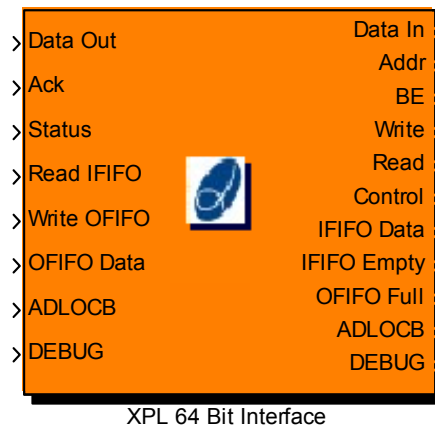 Data Out
Ack
Status
Read IFIFO
Write OFIFO
OFIFO Data
ADLOCB
DEBUG
Data In
Addr
BE
Write
Read
Control
IFIFO Data
IFIFO Empty
OFIFO Full
ADLOCB
DEBUG
XPL 64 Bit Interface